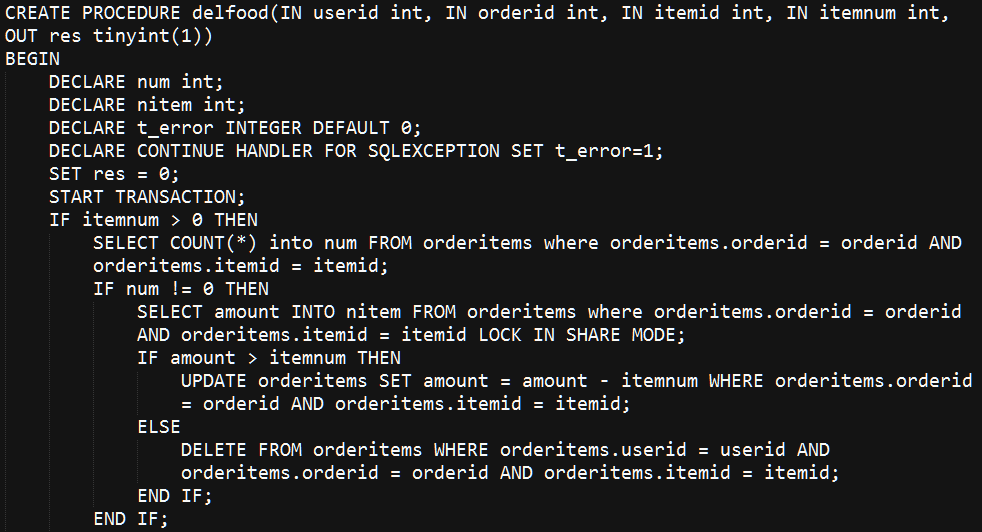 CREATE PROCEDURE delfood(IN userid int, IN orderid int, IN itemid int, IN itemnum int,
OUT res tinyint(1))
BEGIN
    DECLARE num int;
    DECLARE nitem int;
    DECLARE t_error INTEGER DEFAULT 0;
    DECLARE CONTINUE HANDLER FOR SQLEXCEPTION SET t_error=1;
    SET res = 0;
    START TRANSACTION;
    IF itemnum > 0 THEN
        SELECT COUNT(*) into num FROM orderitems where orderitems.orderid = orderid AND
        orderitems.itemid = itemid;
        IF num != 0 THEN
            SELECT amount INTO nitem FROM orderitems where orderitems.orderid = orderid
            AND orderitems.itemid = itemid LOCK IN SHARE MODE;
            IF amount > itemnum THEN
                UPDATE orderitems SET amount = amount - itemnum WHERE orderitems.orderid
                = orderid AND orderitems.itemid = itemid;
            ELSE
                DELETE FROM orderitems WHERE orderitems.userid = userid AND
                orderitems.orderid = orderid AND orderitems.itemid = itemid;
            END IF;
        END IF;